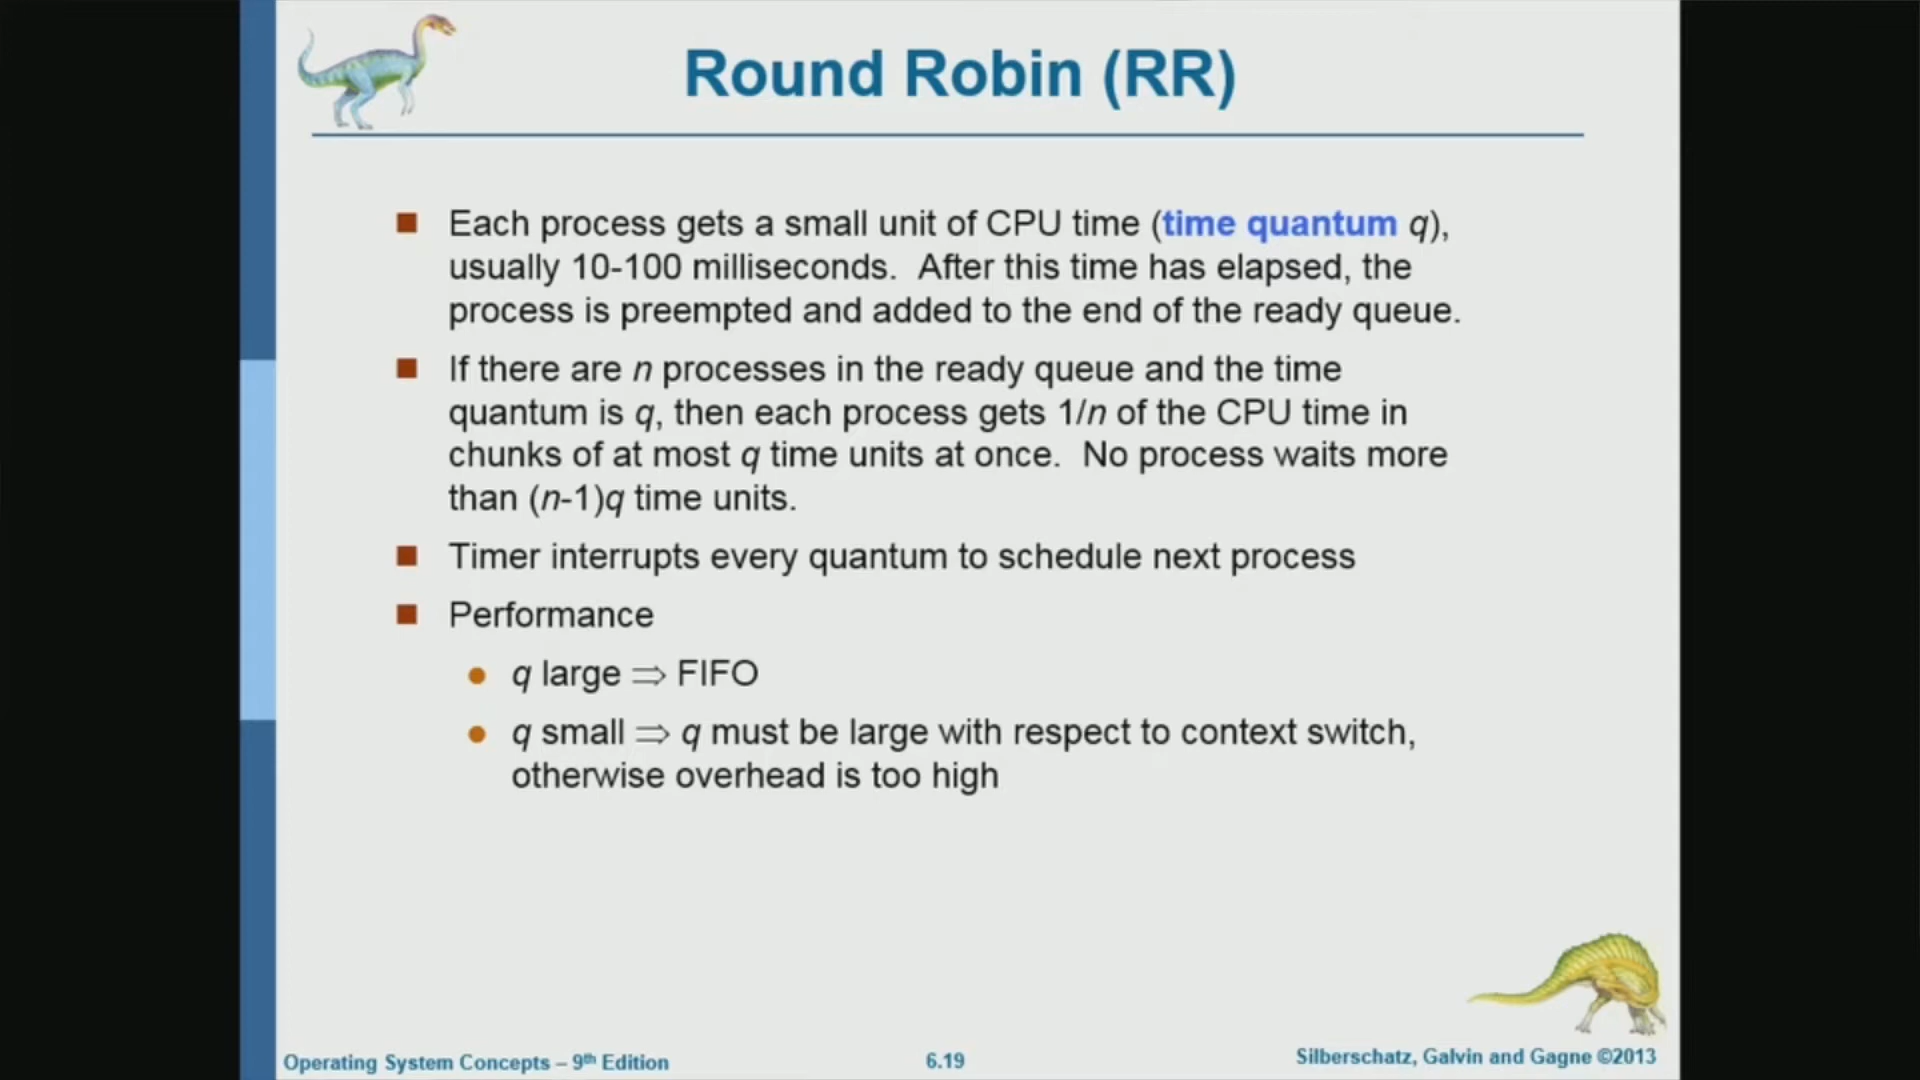 Round Robin (RR)
Each process gets a small unit of CPU time (time quantum q),
usually 10-100 milliseconds.  After this time has elapsed, the
process is preempted and added to the end of the ready queue.
If there are n processes in the ready queue and the time
quantum is q, then each process gets 1/n of the CPU time in
chunks of at most q time units at once.  No process waits more
than (n-1)q time units.
Timer interrupts every quantum to schedule next process
Performance
q large ⇒ FIFO
q small ⇒ q must be large with respect to context switch,
otherwise overhead is too high
Operating System Concepts – 9th Edition
6.19
Silberschatz, Galvin and Gagne ©2013